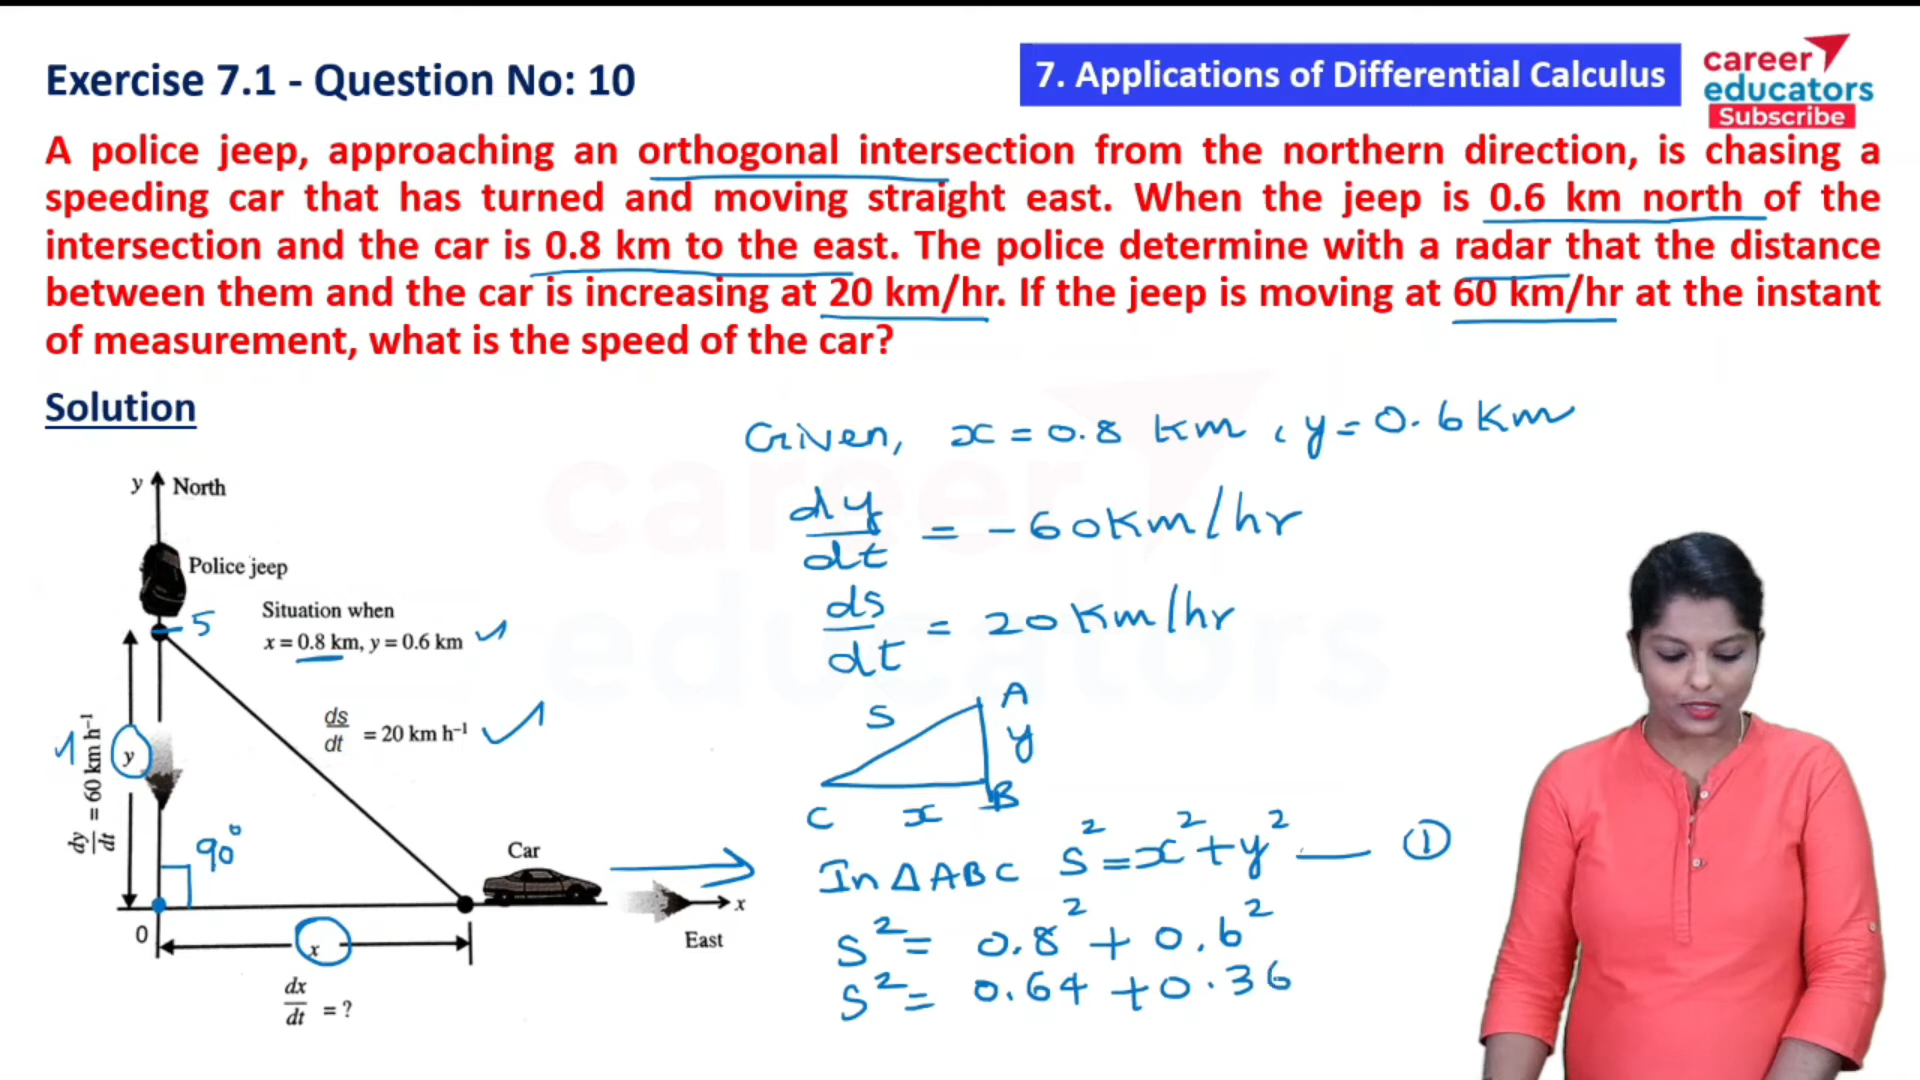 Exercise 7.1 - Question No: 10
7. Applications of Differential Calculus
career
educators
Subscribe
A police jeep, approaching an orthogonal intersection from the northern direction, is chasing a
speeding car that has turned and moving straight east. When the jeep is 0.6 km north of the
intersection and the car is 0.8 km to the east. The police determine with a radar that the distance
between them and the car is increasing at 20 km/hr. If the jeep is moving at 60 km/hr at the instant
of measurement, what is the speed of the car?
Solution
y North
Police jeep
S
Situation when
x = 0.8 km, y = 0.6 km
ds/dt = 20 km h⁻¹
dy/dt = 60 km h⁻¹
y
90°
Car
x
East
0
x
dx/dt = ?
Given, x = 0.8 km, y = 0.6 Km
dy/dt = -60Km/hr
ds/dt = 20Km/hr
A
S
y
B
C
x
In △ABC S² = x² + y² — ①
S² = 0.8² + 0.6²
S² = 0.64 + 0.36
career
educators